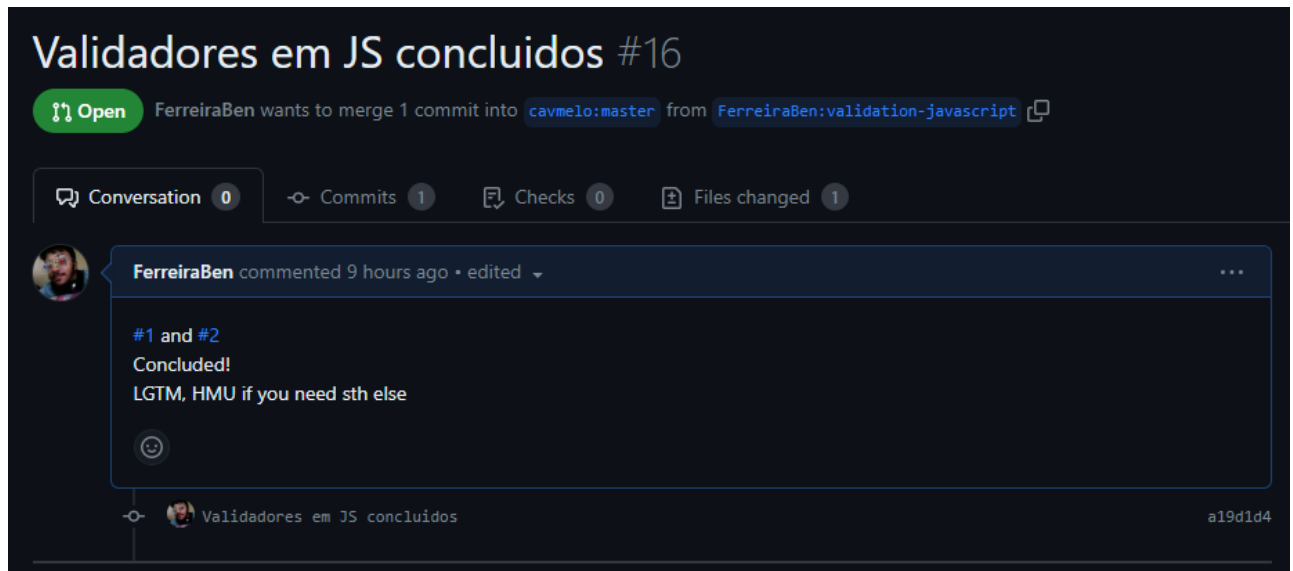 Validadores em JS concluidos #16
Open FerreiraBen wants to merge 1 commit into cavmelo:master from FerreiraBen:validation-javascript
Conversation 0 Commits 1 Checks 0 Files changed 1
FerreiraBen commented 9 hours ago • edited
#1 and #2
Concluded!
LGTM, HMU if you need sth else
Validadores em JS concluidos a19d1d4